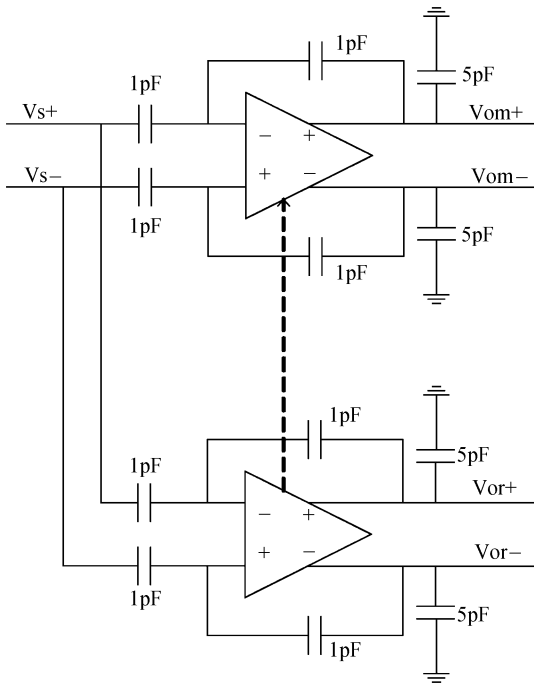 1pF
1pF
5pF
Vs+
Vom+
− +
Vs−
+ −
Vom−
1pF
5pF
1pF
1pF
1pF
5pF
Vor+
− +
+ −
Vor−
1pF
5pF
1pF